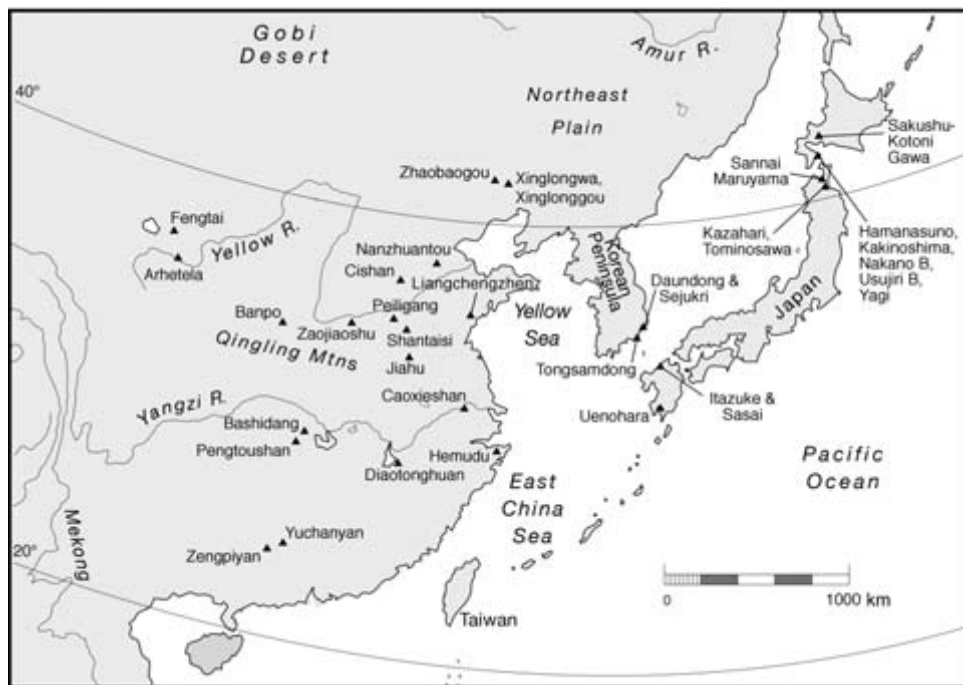 Gobi
Desert
Amur R.
40°
Northeast
Plain
Sakushu-
Kotoni
Gawa
Sannai
Maruyama
Zhaobaogou
Xinglongwa,
Xinglonggou
Kazahari,
Tominosawa
Hamanasuno,
Kakinoshima,
Nakano B,
Usujiri B,
Yagi
Fengtai
Yellow R.
Arhetela
Nanzhuantou
Cishan
Liangchengzhen
Korean
Peninsula
Daundong &
Sejukri
Japan
Banpo
Peiligang
Zaojiaoshu
Shantaisi
Qingling Mtns
Jiahu
Yellow
Sea
Tongsamdong
Itazuke &
Sasai
Uenohara
Yangzi R.
Caoxieshan
Bashidang
Pengtoushan
Hemudu
Diaotonghuan
East
China
Sea
Pacific
Ocean
Mekong
Yuchanyan
Zengpiyan
20°
Taiwan
0
1000 km